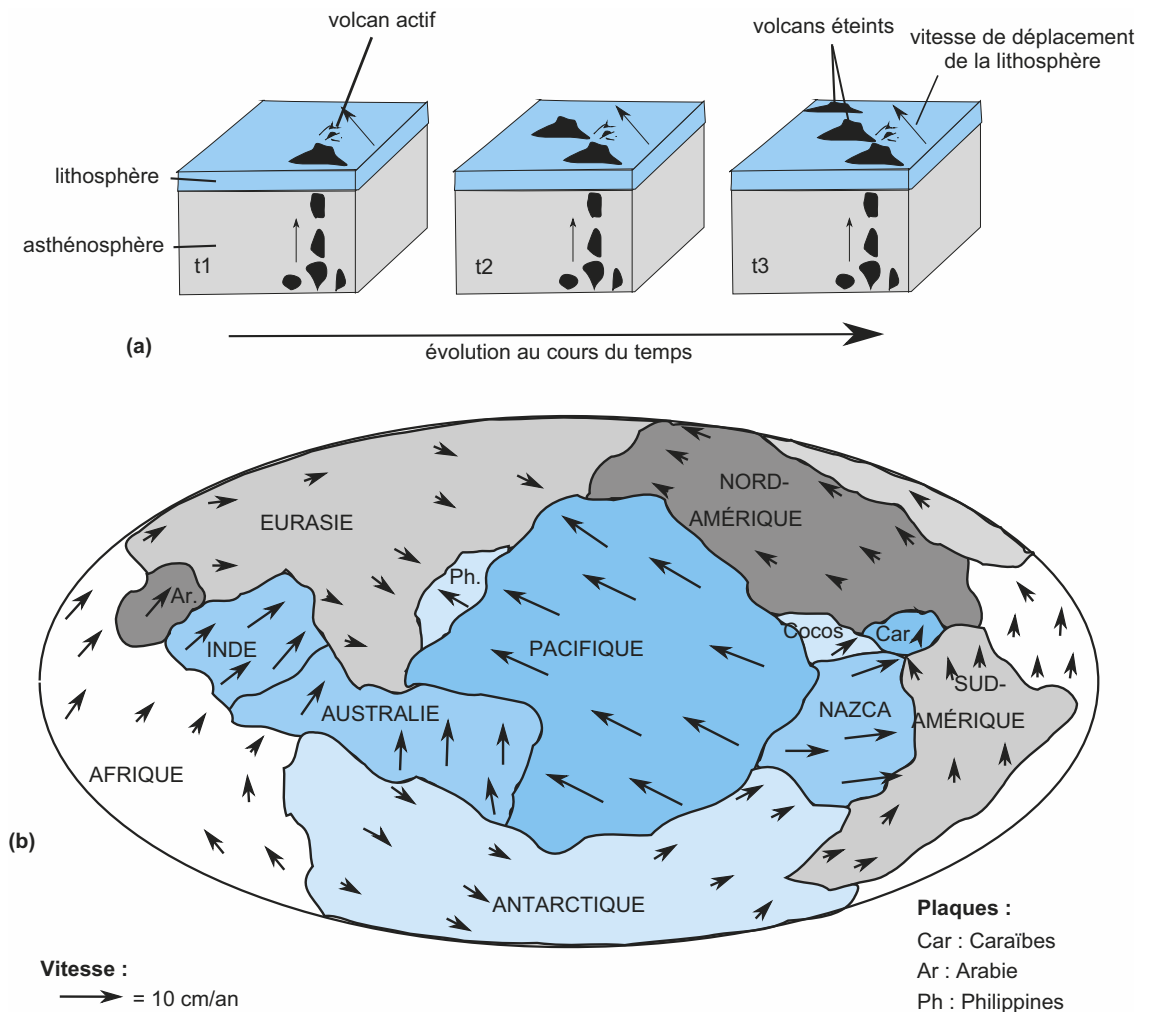 volcan actif
volcans éteints
vitesse de déplacement
de la lithosphère
lithosphère
asthénosphère
t1
t2
t3
(a)
évolution au cours du temps
EURASIE
NORD-
AMÉRIQUE
Ar.
Ph.
INDE
PACIFIQUE
Cocos
Car
AUSTRALIE
NAZCA
SUD-
AMÉRIQUE
AFRIQUE
(b)
ANTARCTIQUE
Plaques :
Car : Caraïbes
Ar : Arabie
Ph : Philippines
Vitesse :
= 10 cm/an